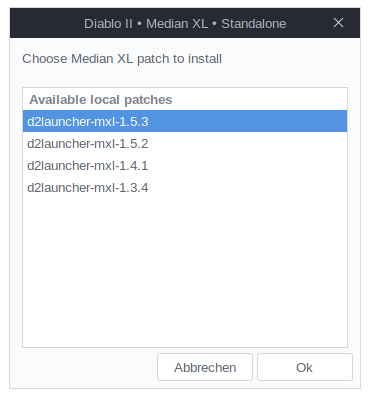 Diablo II • Median XL • Standalone
Choose Median XL patch to install
Available local patches
d2launcher-mxl-1.5.3
d2launcher-mxl-1.5.2
d2launcher-mxl-1.4.1
d2launcher-mxl-1.3.4
Abbrechen Ok